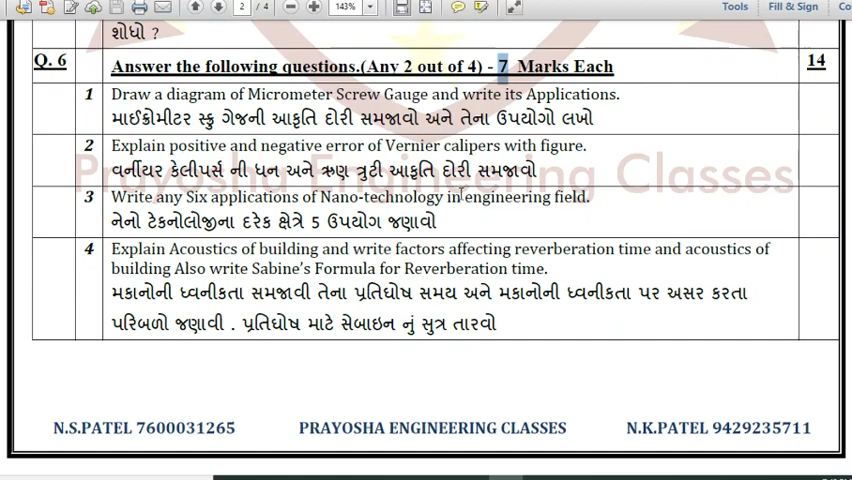 2 / 4
143%
Tools
Fill & Sign
શોધો ?
Q. 6 Answer the following questions.(Any 2 out of 4) - 7 Marks Each 14
1 Draw a diagram of Micrometer Screw Gauge and write its Applications.
માઈક્રોમીટર સ્ક્રુ ગેજની આકૃતિ દોરી સમજાવો અને તેના ઉપયોગો લખો
2 Explain positive and negative error of Vernier calipers with figure.
વર્નીયર કેલીપર્સ ની ધન અને ઋણ ત્રુટી આકૃતિ દોરી સમજાવો
Prayosha Engineering Classes
3 Write any Six applications of Nano-technology in engineering field.
નેનો ટેકનોલોજીના દરેક ક્ષેત્રે 5 ઉપયોગ જણાવો
4 Explain Acoustics of building and write factors affecting reverberation time and acoustics of
building Also write Sabine's Formula for Reverberation time.
મકાનોની ધ્વનીકતા સમજાવી તેના પ્રતિઘોષ સમય અને મકાનોની ધ્વનીકતા પર અસર કરતા
પરિબળો જણાવી . પ્રતિઘોષ માટે સેબાઇન નું સુત્ર તારવો
N.S.PATEL 7600031265 PRAYOSHA ENGINEERING CLASSES N.K.PATEL 9429235711